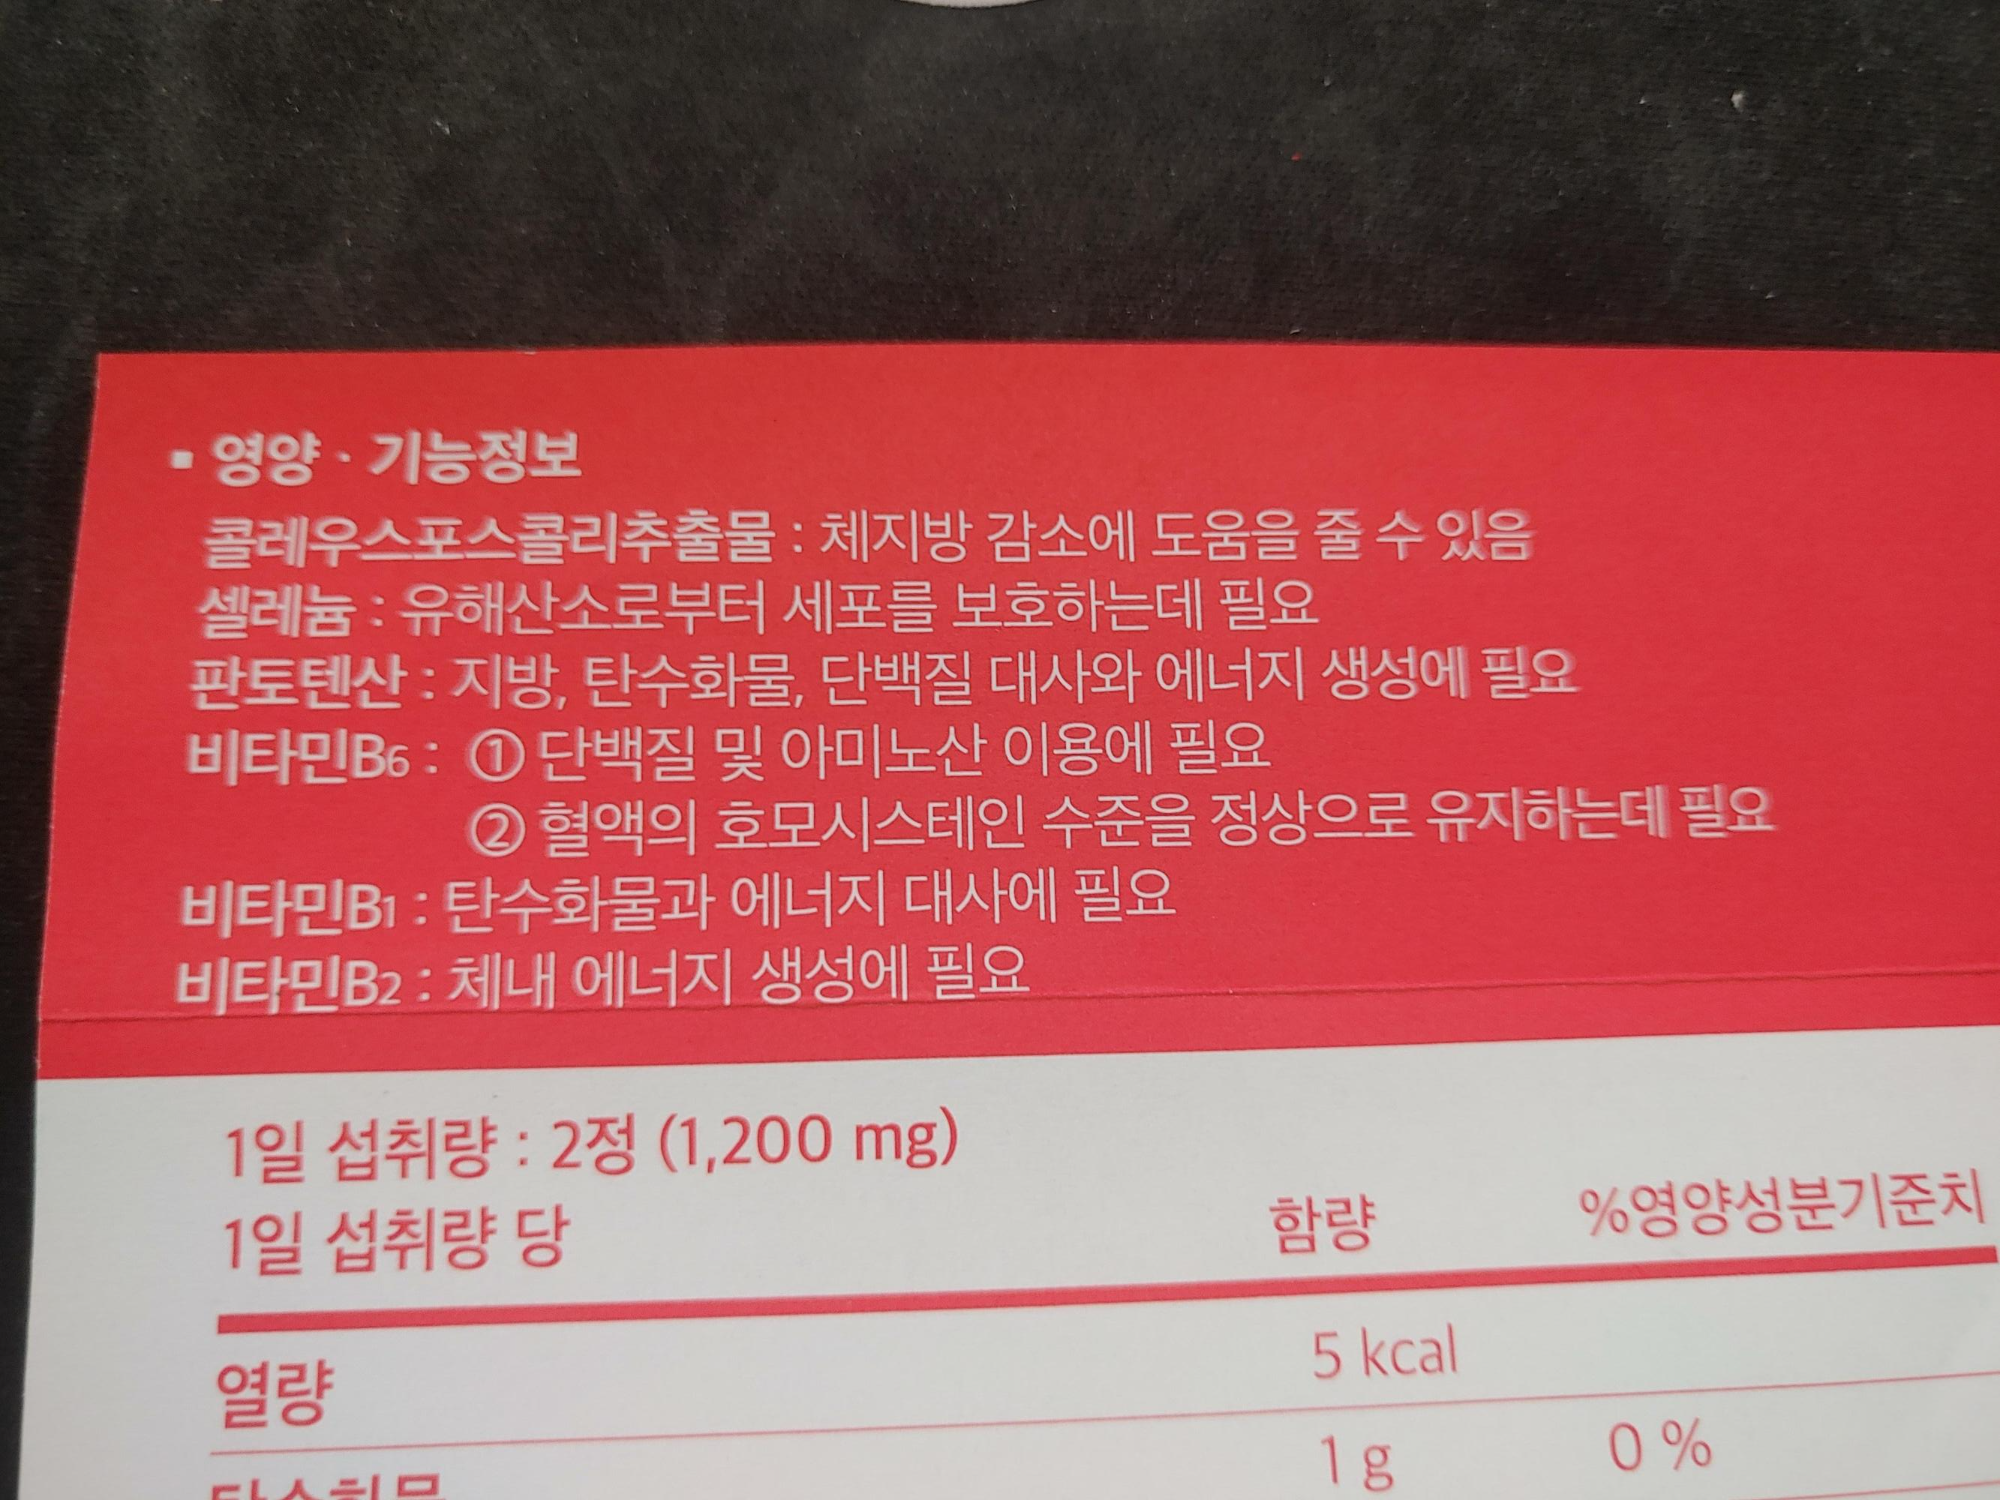 ▪ 영양 · 기능정보
콜레우스포스콜리추출물 : 체지방 감소에 도움을 줄 수 있음
셀레늄 : 유해산소로부터 세포를 보호하는데 필요
판토텐산 : 지방, 탄수화물, 단백질 대사와 에너지 생성에 필요
비타민B6 : ① 단백질 및 아미노산 이용에 필요
② 혈액의 호모시스테인 수준을 정상으로 유지하는데 필요
비타민B1 : 탄수화물과 에너지 대사에 필요
비타민B2 : 체내 에너지 생성에 필요
1일 섭취량 : 2정 (1,200 mg)
1일 섭취량 당 함량 %영양성분기준치
열량 5 kcal
탄수화물 1 g 0 %